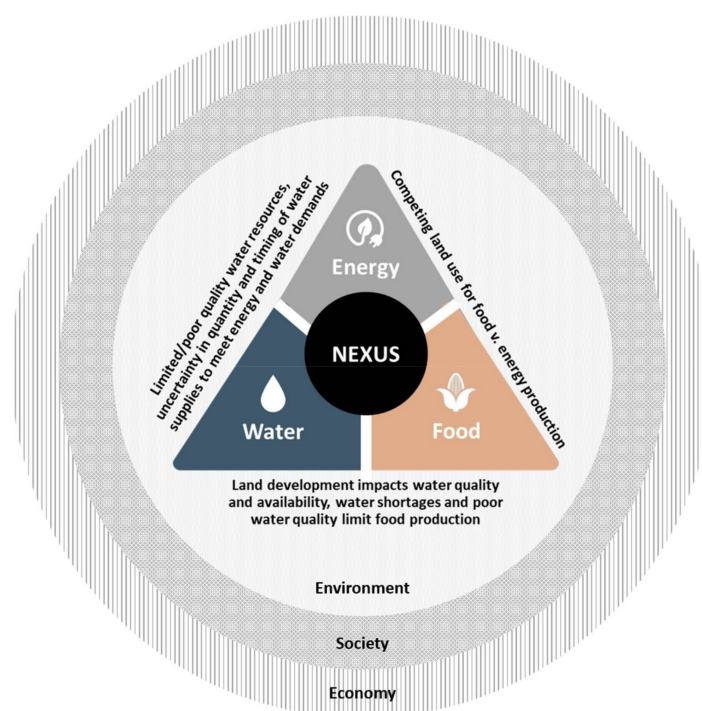 Limited/poor quality water resources,
uncertainty in quantity and timing of water
supplies to meet energy and water demands
Competing land use for food v. energy production
Energy
NEXUS
Water
Food
Land development impacts water quality
and availability, water shortages and poor
water quality limit food production
Environment
Society
Economy